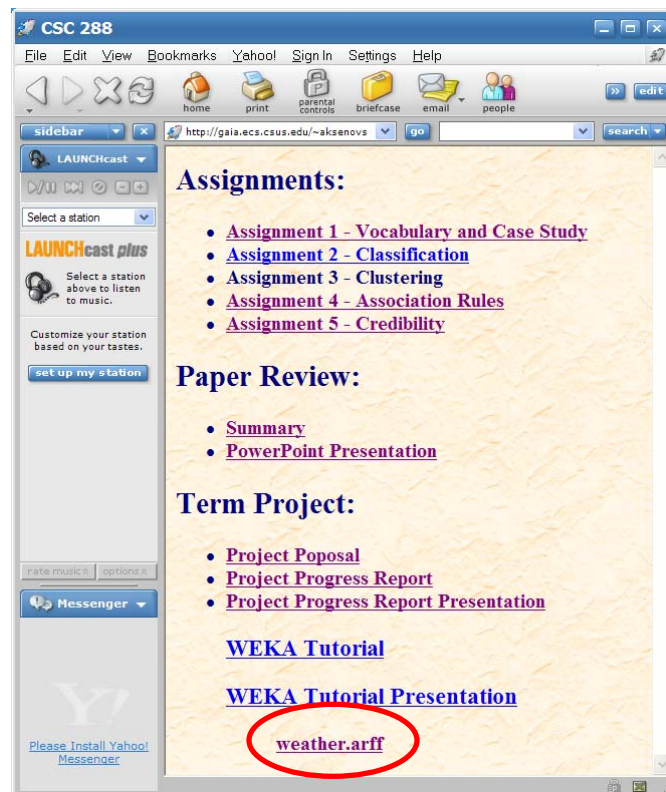 CSC 288
File Edit View Bookmarks Yahoo! Sign In Settings Help
home print parental controls briefcase email people edit
sidebar http://gaia.ecs.csus.edu/~aksenovs go search
LAUNCHcast
Select a station
LAUNCHcast plus
Select a station
above to listen
to music.
Customize your station
based on your tastes.
set up my station
rate music options
Messenger
Y!
Please Install Yahoo!
Messenger
Assignments:
Assignment 1 - Vocabulary and Case Study
Assignment 2 - Classification
Assignment 3 - Clustering
Assignment 4 - Association Rules
Assignment 5 - Credibility
Paper Review:
Summary
PowerPoint Presentation
Term Project:
Project Poposal
Project Progress Report
Project Progress Report Presentation
WEKA Tutorial
WEKA Tutorial Presentation
weather.arff